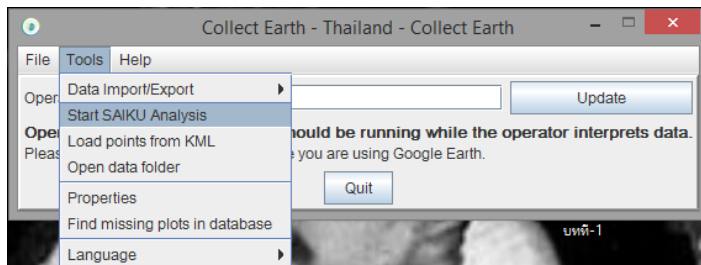 Collect Earth - Thailand - Collect Earth
File Tools Help
Oper
Update
Data Import/Export
Start SAIKU Analysis
Load points from KML
Open data folder
Properties
Find missing plots in database
Language
Ope
hould be running while the operator interprets data.
Pleas
you are using Google Earth.
Quit
บทที่-1